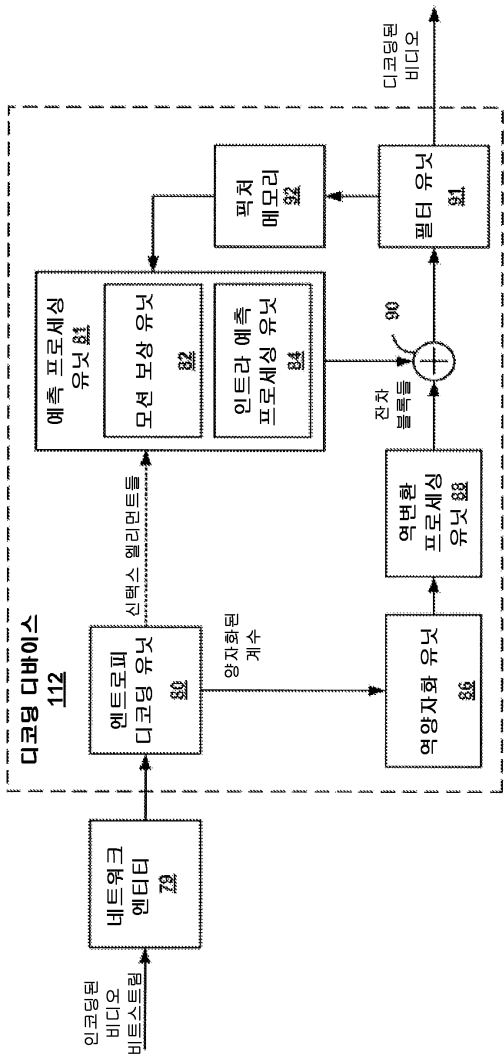 디코딩 디바이스
112
인코딩된
비디오
비트스트림
네트워크
엔티티
79
엔트로피
디코딩 유닛
80
신택스 엘리먼트들
양자화된
계수
예측 프로세싱
유닛 81
모션 보상 유닛
82
인트라 예측
프로세싱 유닛
84
픽처
메모리
92
역양자화 유닛
86
역변환
프로세싱
유닛 88
잔차
블록들
90
필터 유닛
91
디코딩된
비디오